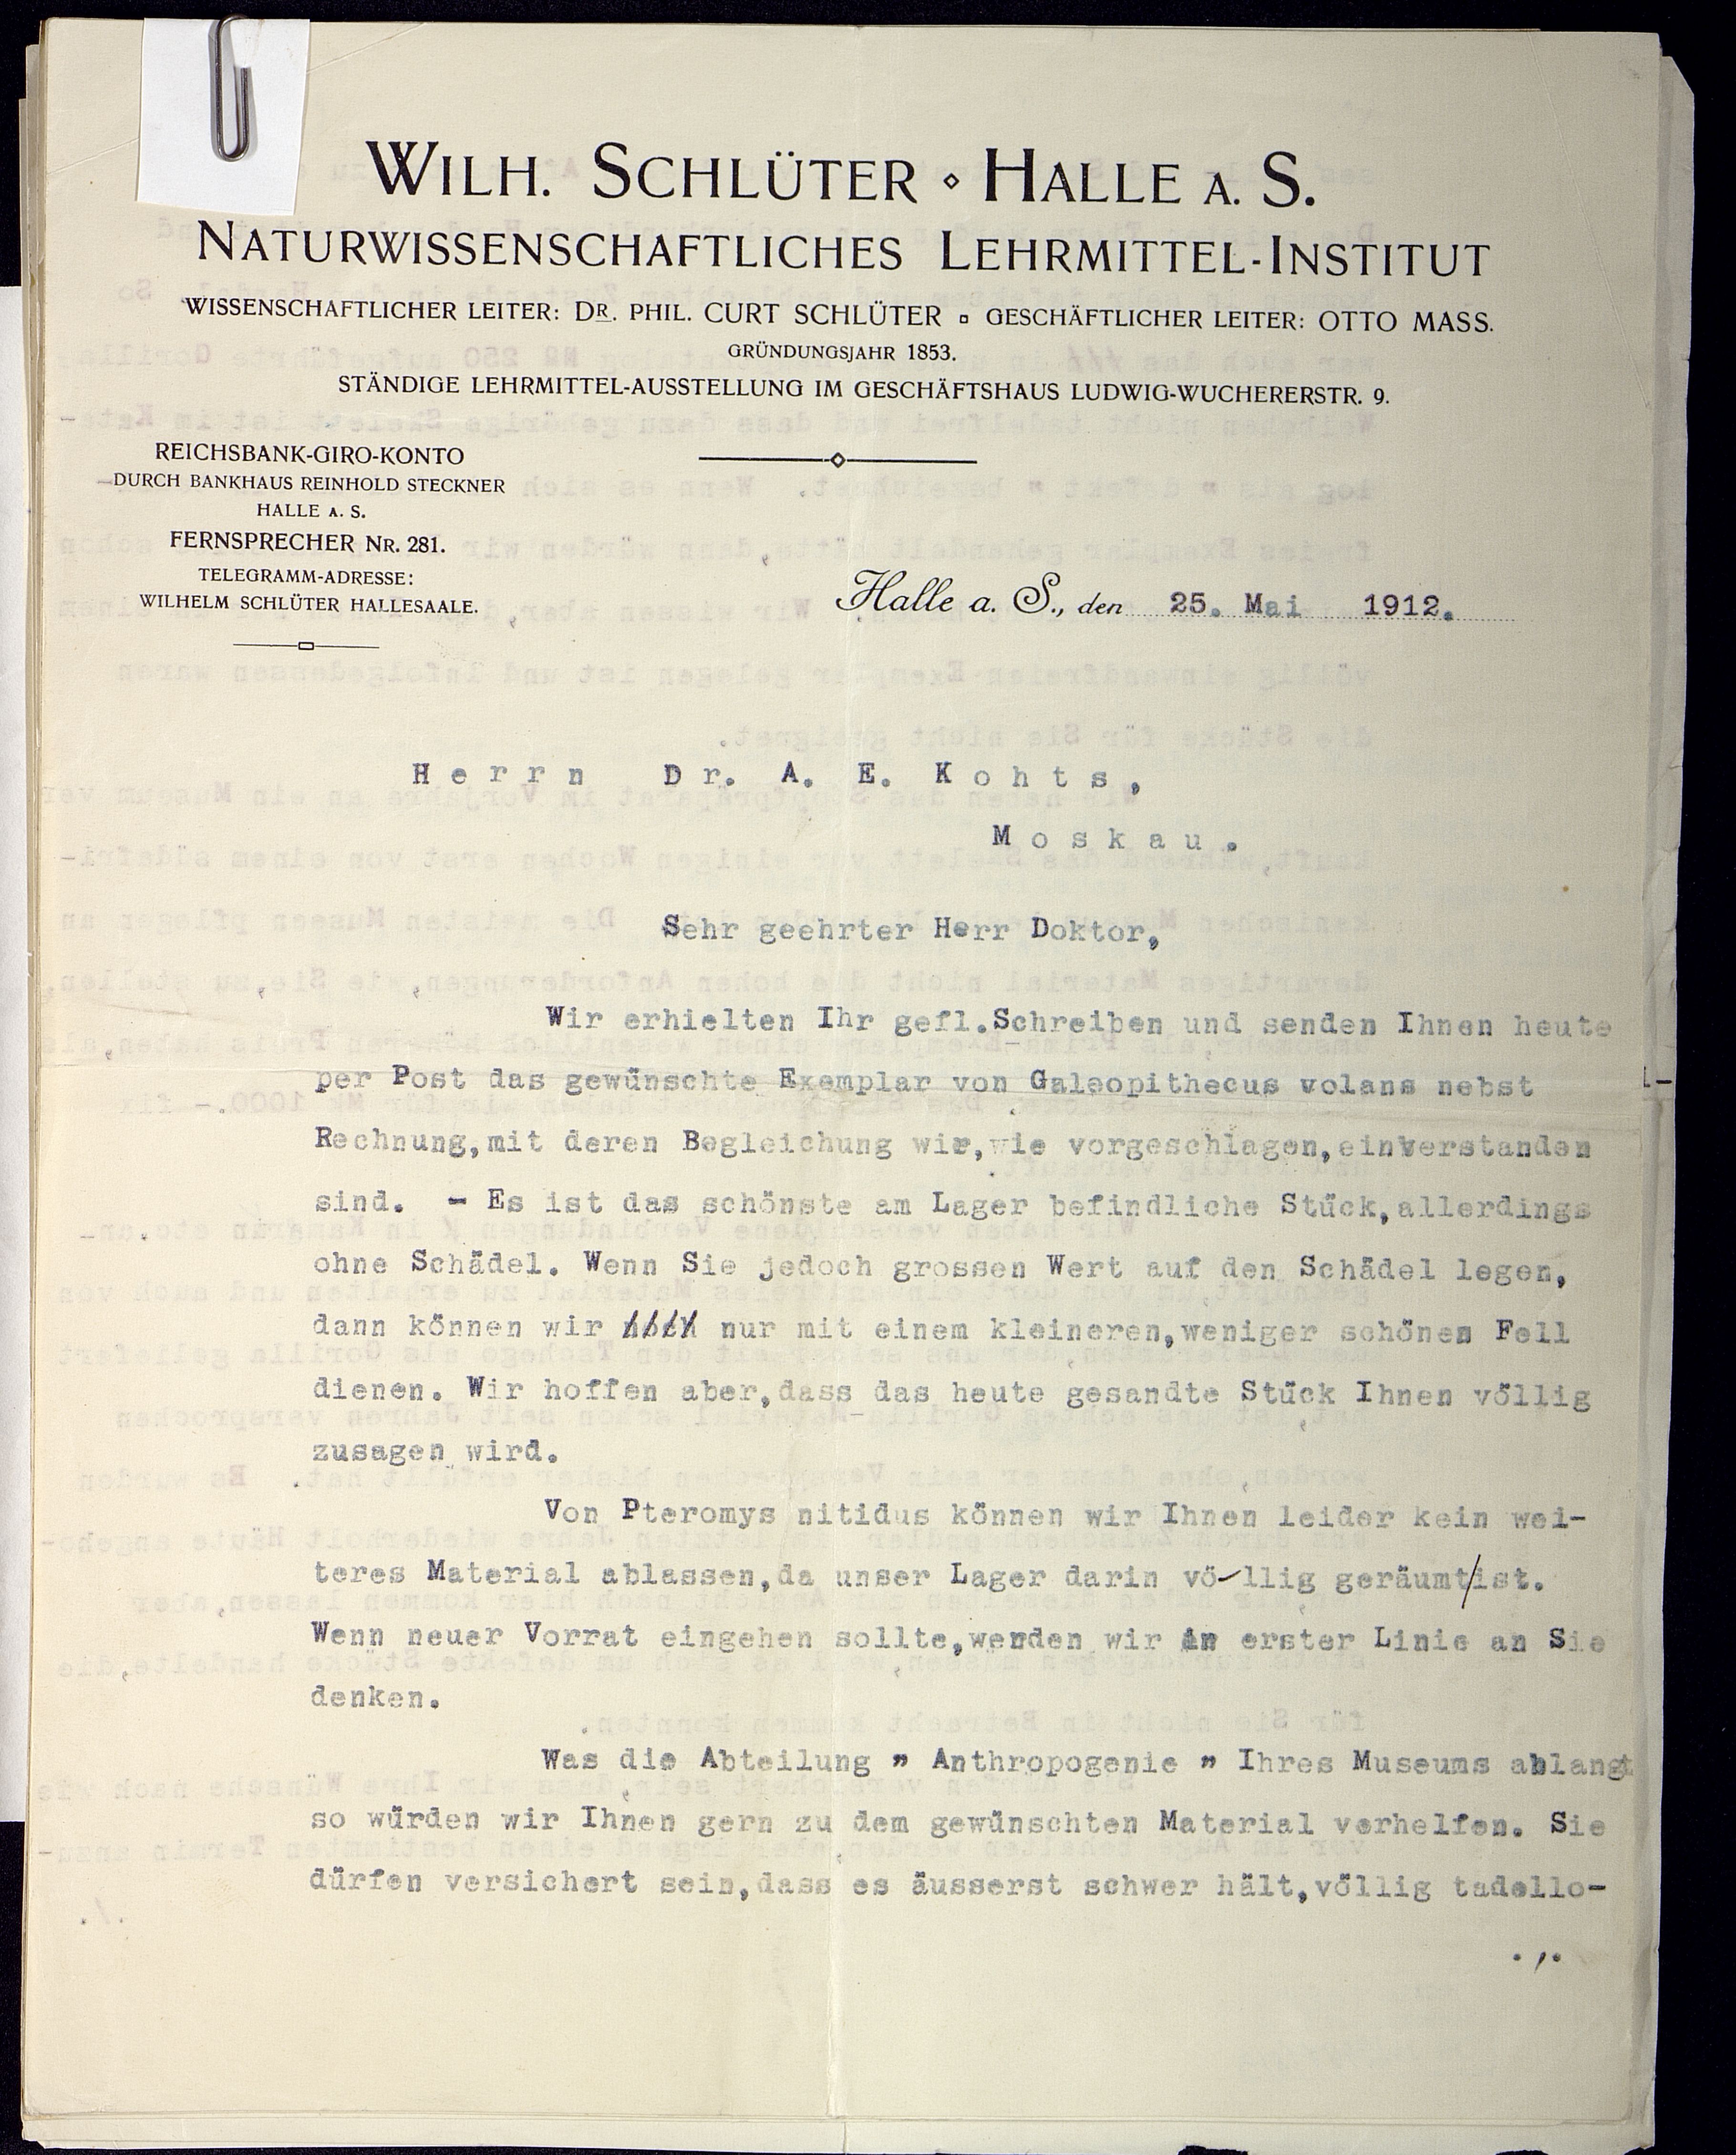 WILH. SCHLÜTER ⋄ HALLE A. S.
NATURWISSENSCHAFTLICHES LEHRMITTEL-INSTITUT
WISSENSCHAFTLICHER LEITER: DR. PHIL. CURT SCHLÜTER ▫ GESCHÄFTLICHER LEITER: OTTO MASS.
GRÜNDUNGSJAHR 1853.
STÄNDIGE LEHRMITTEL-AUSSTELLUNG IM GESCHÄFTSHAUS LUDWIG-WUCHERERSTR. 9.
REICHSBANK-GIRO-KONTO
DURCH BANKHAUS REINHOLD STECKNER
HALLE A. S.
FERNSPRECHER NR. 281.
TELEGRAMM-ADRESSE:
WILHELM SCHLÜTER HALLESAALE.
Halle a. S., den 25. Mai 1912.
Herrn Dr. A. E. Kohts,
Moskau.
Sehr geehrter Herr Doktor,
Wir erhielten Ihr gefl.Schreiben und senden Ihnen heute
per Post das gewünschte Exemplar von Galeopithecus volans nebst
Rechnung,mit deren Begleichung wir,wie vorgeschlagen,einverstanden
sind. - Es ist das schönste am Lager befindliche Stück,allerdings
ohne Schädel. Wenn Sie jedoch grossen Wert auf den Schädel legen,
dann können wir nur mit einem kleineren,weniger schönen Fell
dienen. Wir hoffen aber,dass das heute gesandte Stück Ihnen völlig
zusagen wird.
Von Pteromys nitidus können wir Ihnen leider kein wei-
teres Material ablassen,da unser Lager darin vö-llig geräumt/ist.
Wenn neuer Vorrat eingehen sollte,werden wir in erster Linie an Sie
denken.
Was die Abteilung " Anthropogenie " Ihres Museums anlangt
so würden wir Ihnen gern zu dem gewünschten Material verhelfen. Sie
dürfen versichert sein,dass es äusserst schwer hält,völlig tadello-
./.